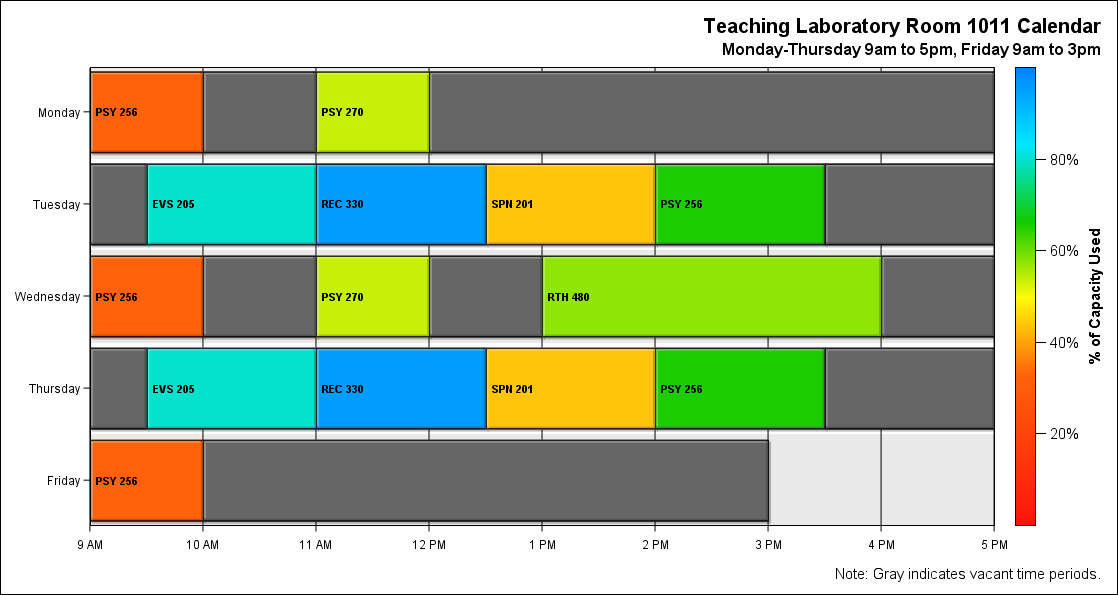 Teaching Laboratory Room 1011 Calendar
Monday-Thursday 9am to 5pm, Friday 9am to 3pm
Monday PSY 256 PSY 270
Tuesday EVS 205 REC 330 SPN 201 PSY 256
Wednesday PSY 256 PSY 270 RTH 480
Thursday EVS 205 REC 330 SPN 201 PSY 256
Friday PSY 256
9 AM 10 AM 11 AM 12 PM 1 PM 2 PM 3 PM 4 PM 5 PM
80%
60%
40%
20%
% of Capacity Used
Note: Gray indicates vacant time periods.